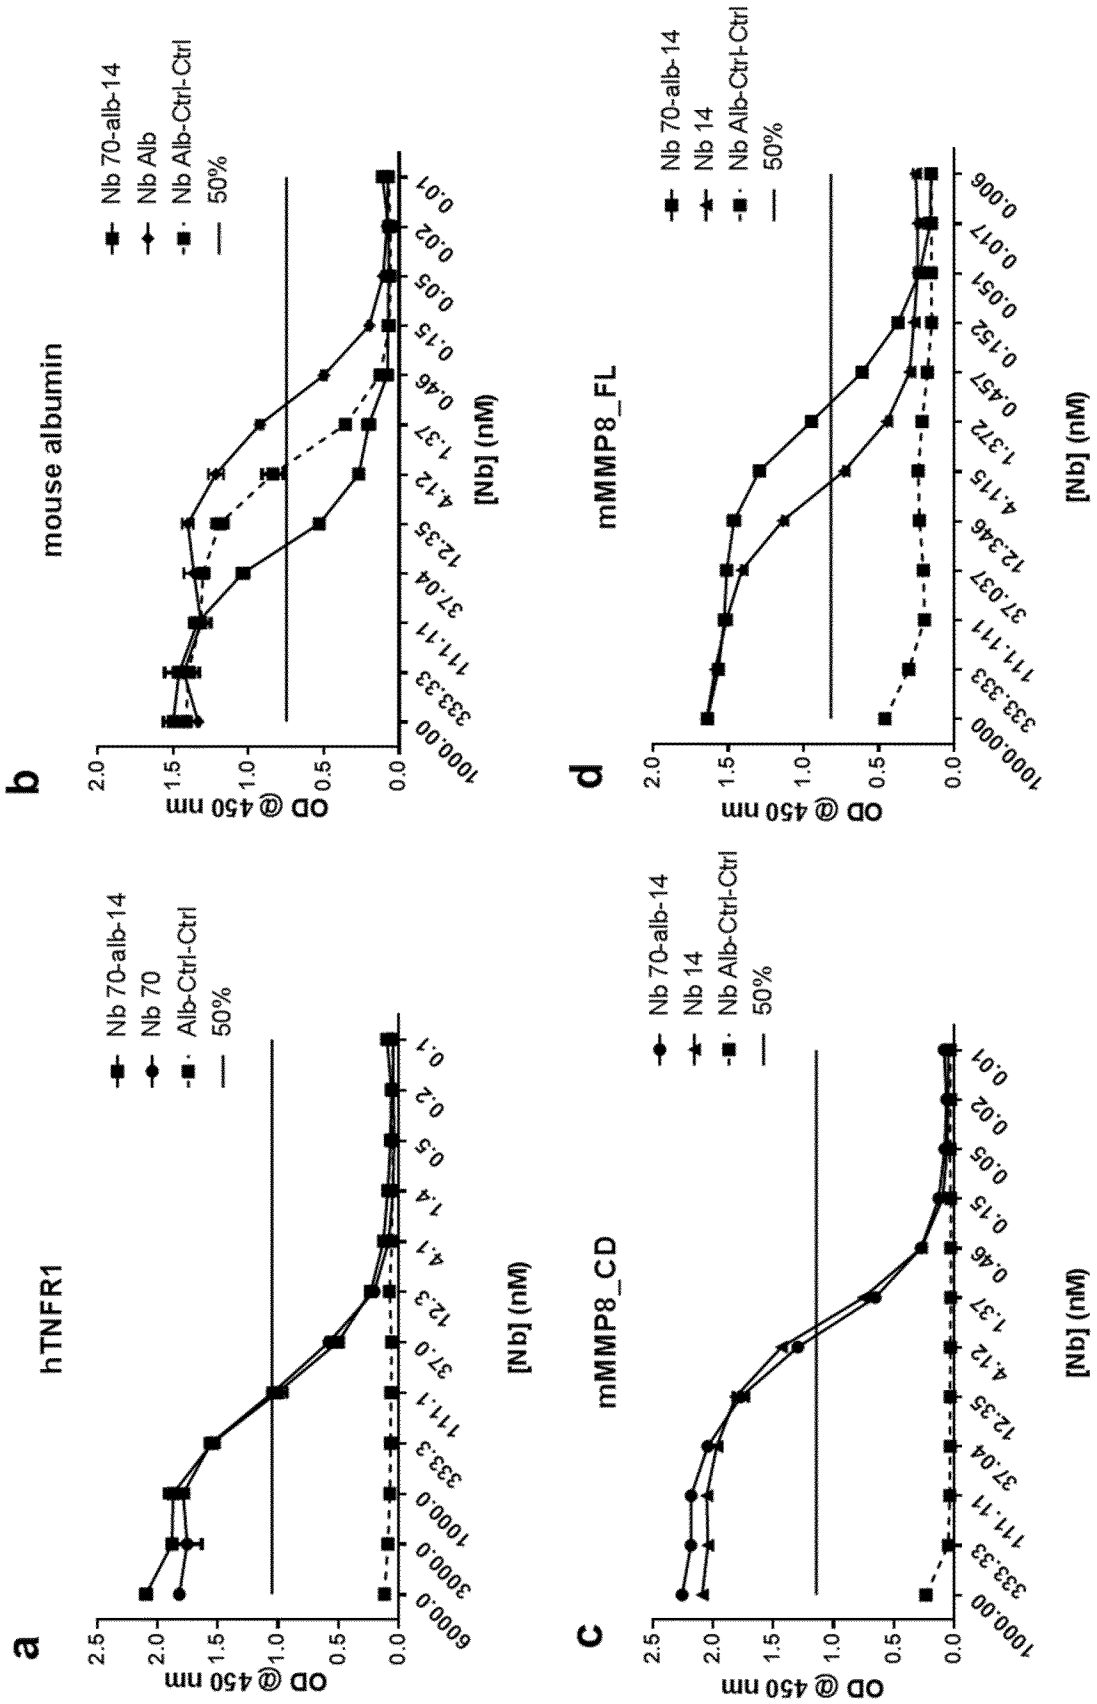 a
hTNFR1
OD @ 450 nm
2.5
2.0
1.5
1.0
0.5
0.0
6000.0
3000.0
1000.0
333.3
111.1
37.0
12.3
4.1
1.4
0.5
0.2
0.1
[Nb] (nM)
Nb 70-alb-14
Nb 70
Alb-Ctrl-Ctrl
50%
b
mouse albumin
OD @ 450 nm
2.0
1.5
1.0
0.5
0.0
1000.00
333.33
111.11
37.04
12.35
4.12
1.37
0.46
0.15
0.05
0.02
0.01
[Nb] (nM)
Nb 70-alb-14
Nb Alb
Nb Alb-Ctrl-Ctrl
50%
c
mMMP8_CD
OD @ 450 nm
2.5
2.0
1.5
1.0
0.5
0.0
1000.00
333.33
111.11
37.04
12.35
4.12
1.37
0.46
0.15
0.05
0.02
0.01
[Nb] (nM)
Nb 70-alb-14
Nb 14
Nb Alb-Ctrl-Ctrl
50%
d
mMMP8_FL
OD @ 450 nm
2.0
1.5
1.0
0.5
0.0
1000.000
333.333
111.111
37.037
12.346
4.115
1.372
0.457
0.152
0.051
0.017
0.006
[Nb] (nM)
Nb 70-alb-14
Nb 14
Nb Alb-Ctrl-Ctrl
50%